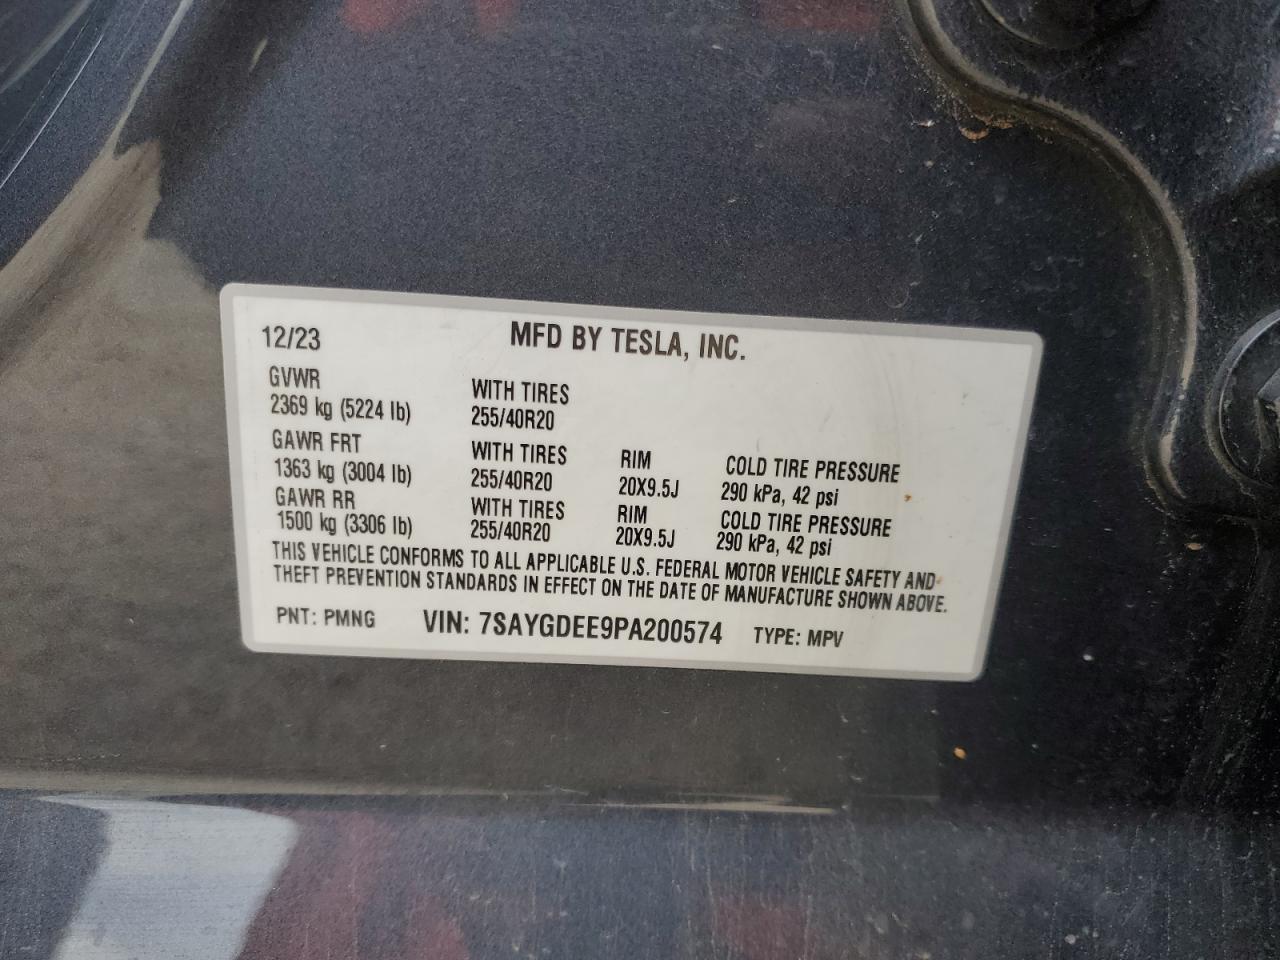 12/23 MFD BY TESLA, INC.
GVWR WITH TIRES
2369 kg (5224 lb) 255/40R20
GAWR FRT WITH TIRES RIM COLD TIRE PRESSURE
1363 kg (3004 lb) 255/40R20 20X9.5J 290 kPa, 42 psi
GAWR RR WITH TIRES RIM COLD TIRE PRESSURE
1500 kg (3306 lb) 255/40R20 20X9.5J 290 kPa, 42 psi
THIS VEHICLE CONFORMS TO ALL APPLICABLE U.S. FEDERAL MOTOR VEHICLE SAFETY AND
THEFT PREVENTION STANDARDS IN EFFECT ON THE DATE OF MANUFACTURE SHOWN ABOVE.
PNT: PMNG VIN: 7SAYGDEE9PA200574 TYPE: MPV